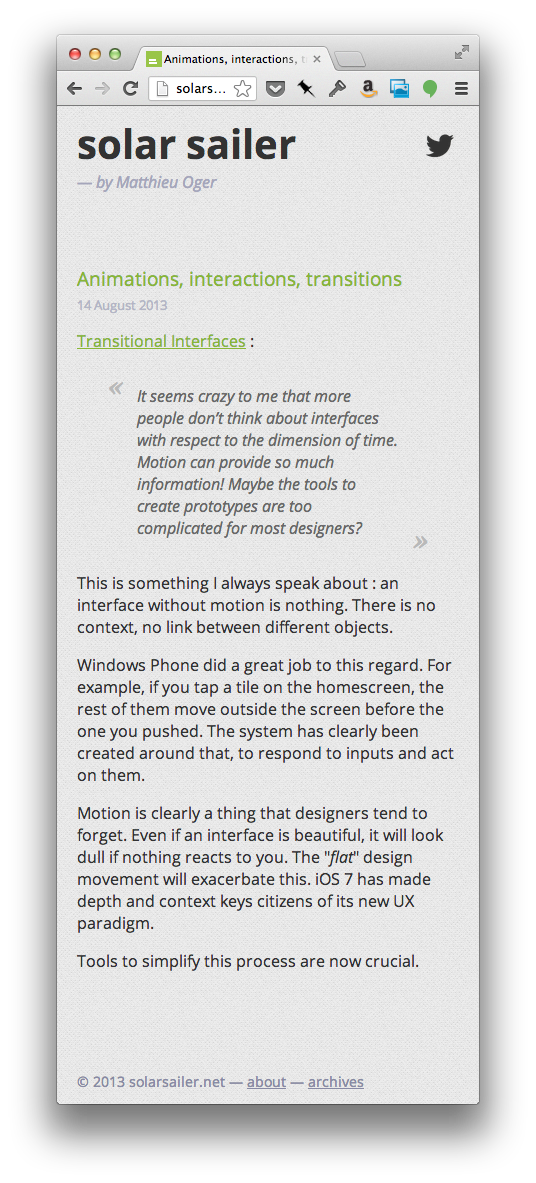 Animations, interactions, t
solars...
solar sailer
— by Matthieu Oger
Animations, interactions, transitions
14 August 2013
Transitional Interfaces :
« It seems crazy to me that more
people don’t think about interfaces
with respect to the dimension of time.
Motion can provide so much
information! Maybe the tools to
create prototypes are too
complicated for most designers?
»
This is something I always speak about : an
interface without motion is nothing. There is no
context, no link between different objects.
Windows Phone did a great job to this regard. For
example, if you tap a tile on the homescreen, the
rest of them move outside the screen before the
one you pushed. The system has clearly been
created around that, to respond to inputs and act
on them.
Motion is clearly a thing that designers tend to
forget. Even if an interface is beautiful, it will look
dull if nothing reacts to you. The "flat" design
movement will exacerbate this. iOS 7 has made
depth and context keys citizens of its new UX
paradigm.
Tools to simplify this process are now crucial.
© 2013 solarsailer.net — about — archives